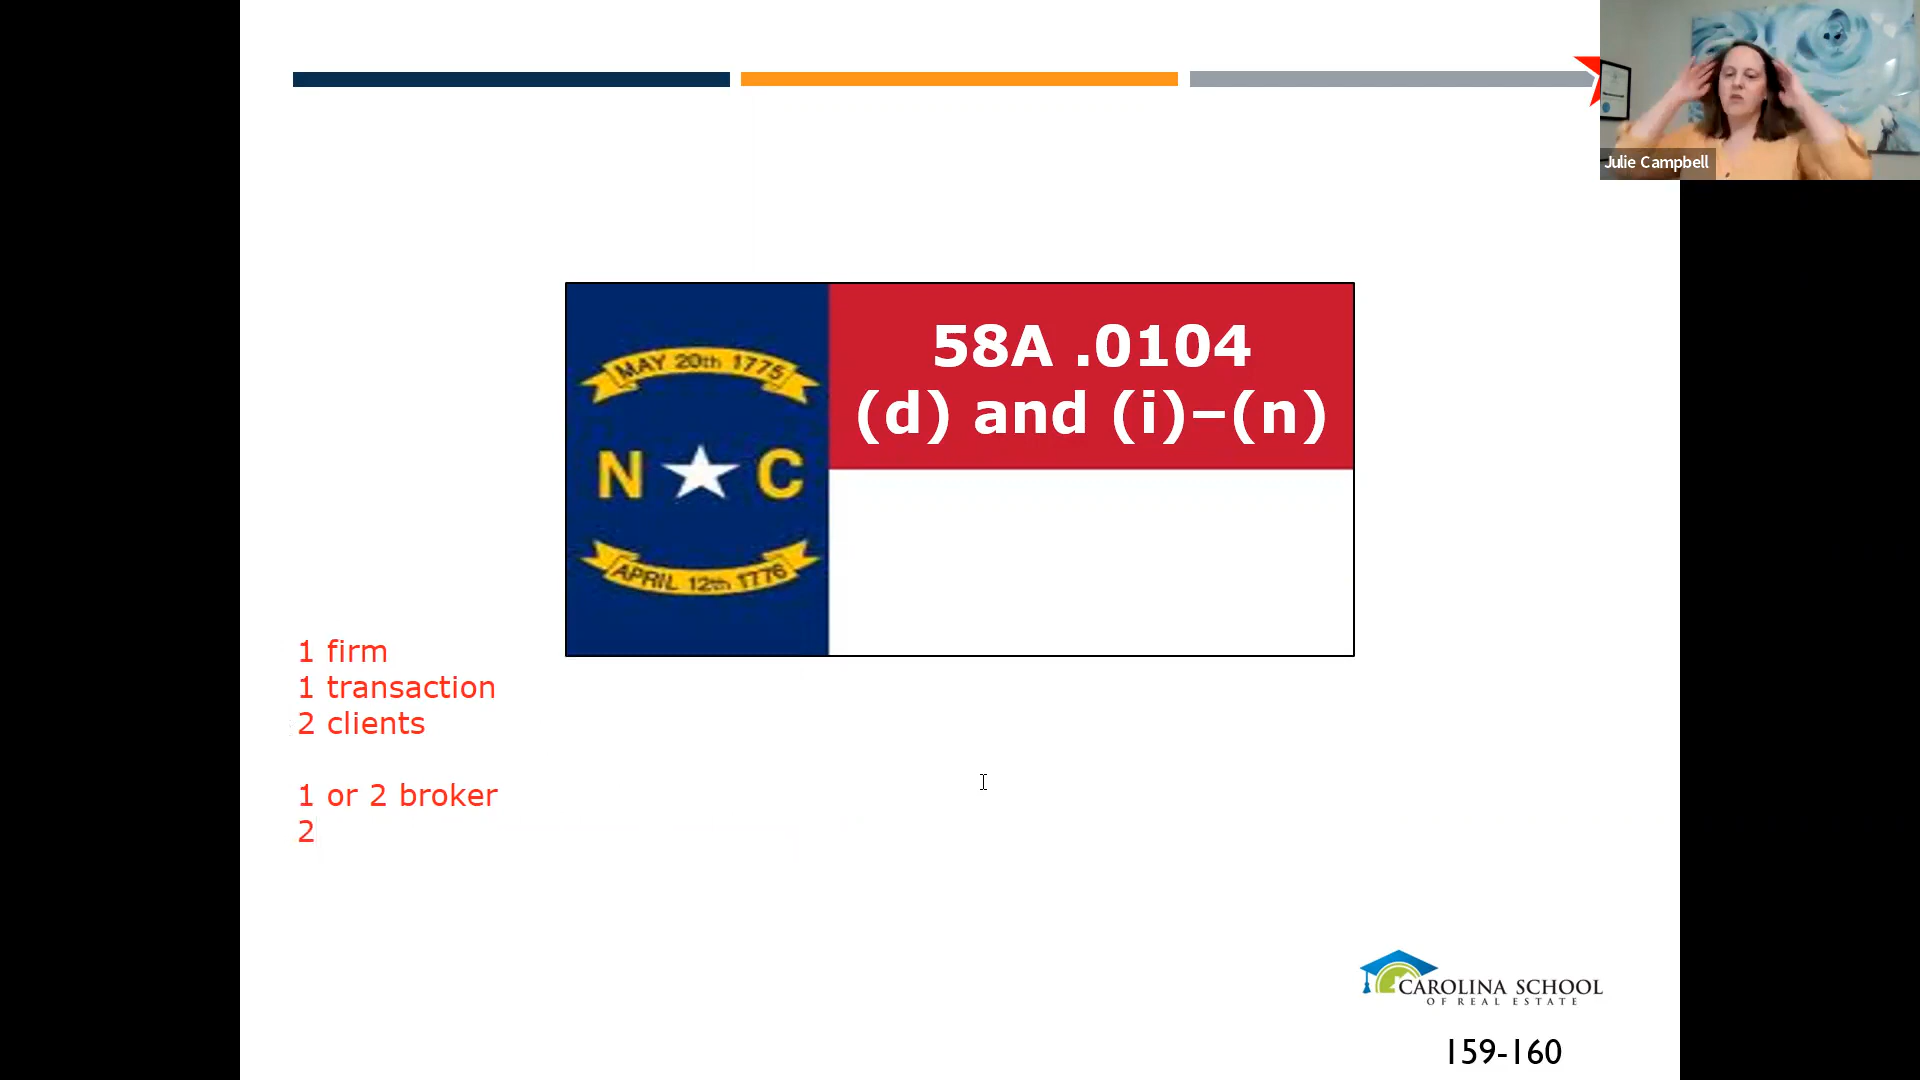 Julie Campbell
58A .0104
(d) and (i)–(n)
MAY 20th 1775
N C
APRIL 12th 1776
1 firm
1 transaction
2 clients
1 or 2 broker
2
CAROLINA SCHOOL
OF REAL ESTATE
159-160